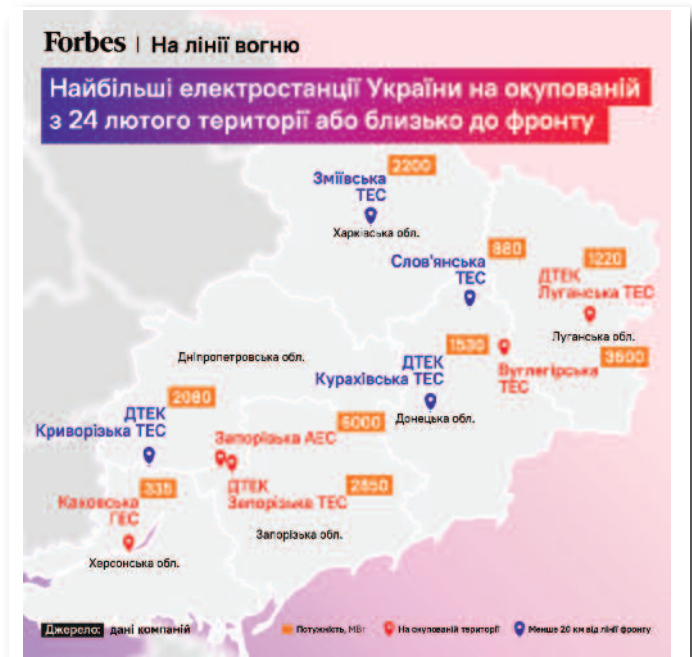 Forbes | На лінії вогню
Найбільші електростанції України на окупованій
з 24 лютого території або близько до фронту
2200
Зміївська
ТЕС
Харківська обл.
880
Слов'янська
ТЕС
1220
ДТЕК
Луганська ТЕС
Луганська обл.
Дніпропетровська обл.
1530
ДТЕК
Курахівська ТЕС
Донецька обл.
3600
Вуглегірська
ТЕС
2080
ДТЕК
Криворізька ТЕС
6000
Запорізька АЕС
ДТЕК
Запорізька ТЕС
2850
Запорізька обл.
335
Каховська
ГЕС
Херсонська обл.
Джерело: дані компаній
Потужність, МВт
На окупованій території
Менше 20 км від лінії фронту